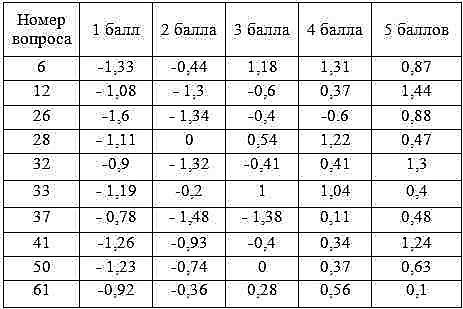 Номер вопроса 1 балл 2 балла 3 балла 4 балла 5 баллов
6 -1,33 -0,44 1,18 1,31 0,87
12 - 1,08 - 1,3 -0,6 0,37 1,44
26 -1,6 - 1,34 -0,4 -0.6 0,88
28 - 1,11 0 0,54 1,22 0,47
32 -0,9 - 1,32 -0,41 0,41 1,3
33 - 1,19 -0,2 1 1,04 0,4
37 - 0,78 - 1,48 - 1,38 0,11 0,48
41 -1,26 -0,93 -0,4 0,34 1,24
50 - 1,23 -0,74 0 0,37 0,63
61 -0,92 -0,36 0,28 0,56 0,1